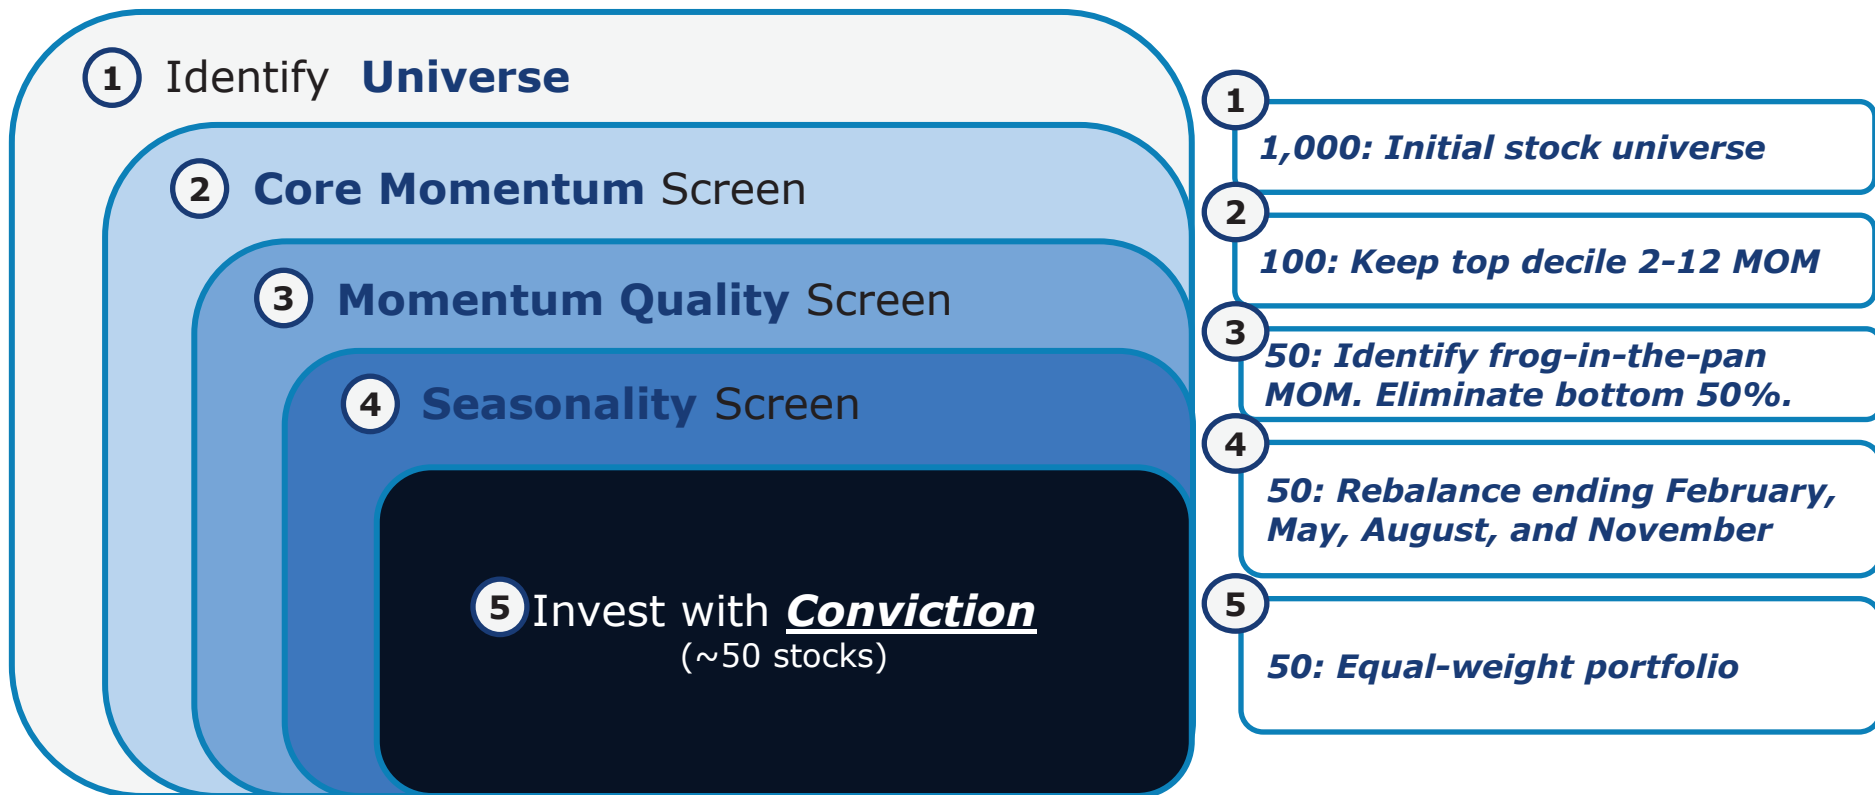 1 Identify Universe
2 Core Momentum Screen
3 Momentum Quality Screen
4 Seasonality Screen
5 Invest with Conviction
(~50 stocks)
1
1,000: Initial stock universe
2
100: Keep top decile 2-12 MOM
3
50: Identify frog-in-the-pan
MOM. Eliminate bottom 50%.
4
50: Rebalance ending February,
May, August, and November
5
50: Equal-weight portfolio